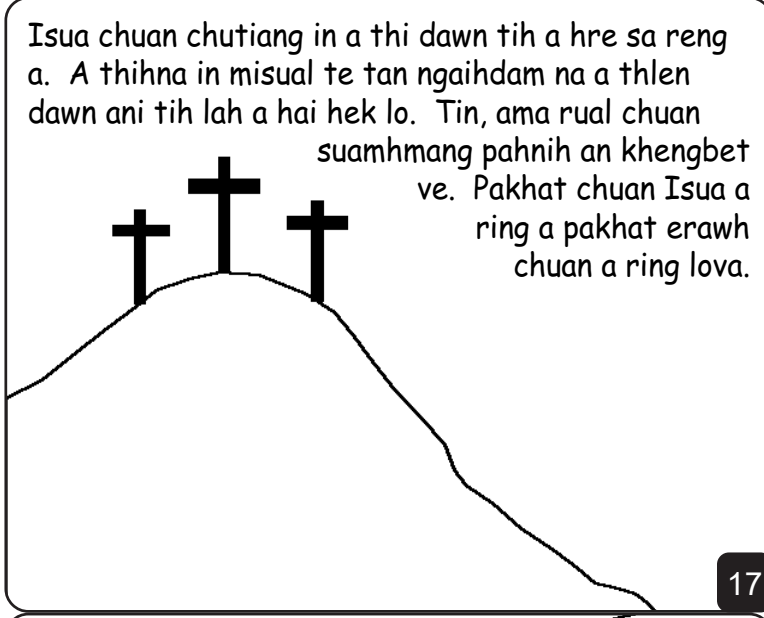 Isua chuan chutiang in a thi dawn tih a hre sa reng
a. A thihna in misual te tan ngaihdam na a thlen
dawn ani tih lah a hai hek lo. Tin, ama rual chuan
suamhmang pahnih an khengbet
ve. Pakhat chuan Isua a
ring a pakhat erawh
chuan a ring lova.
17